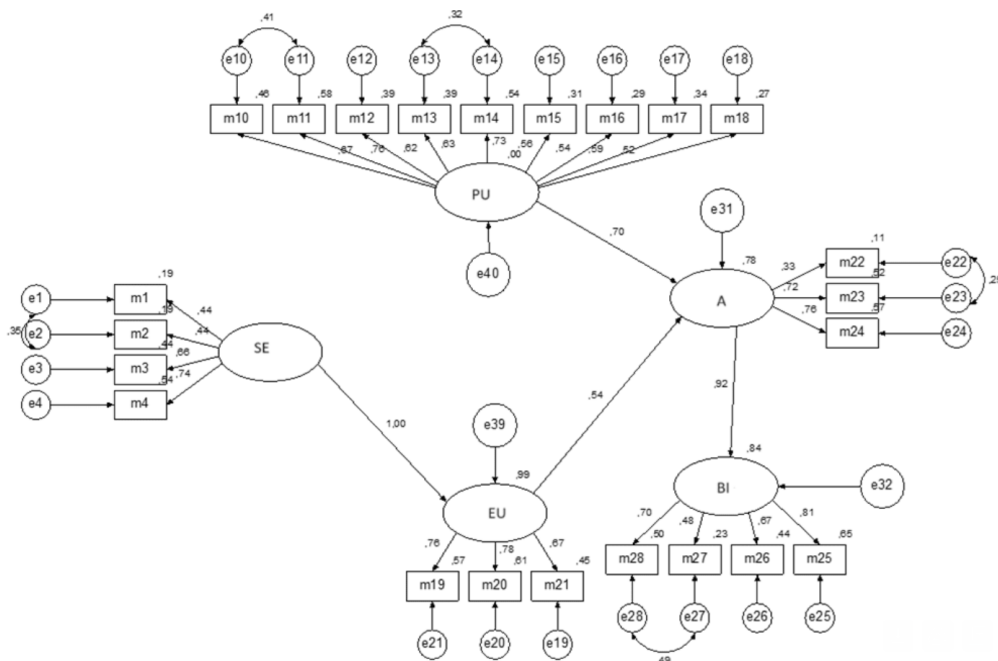 ,41 ,32
e10 e11 e12 e13 e14 e15 e16 e17 e18
,46 ,58 ,39 ,39 ,54 ,31 ,29 ,34 ,27
m10 m11 m12 m13 m14 m15 m16 m17 m18
,67 ,76 ,62 ,63 ,73 ,56 ,54 ,59 ,52
,00
PU
e31
,70
e40
,78 ,11
,33 m22 e22
,52
A ,72 m23 e23
,57
,76 m24 e24
,19
e1 m1 ,44
,19
,35 e2 m2 ,44
,44
e3 m3 ,66
,54
e4 m4 ,74
SE
,92
,54
1,00
e39
,99 ,84
EU BI e32
,76 ,78 ,67
,57 ,61 ,45
m19 m20 m21
e21 e20 e19
,70 ,48 ,67 ,81
,50 ,23 ,44 ,65
m28 m27 m26 m25
e28 e27 e26 e25